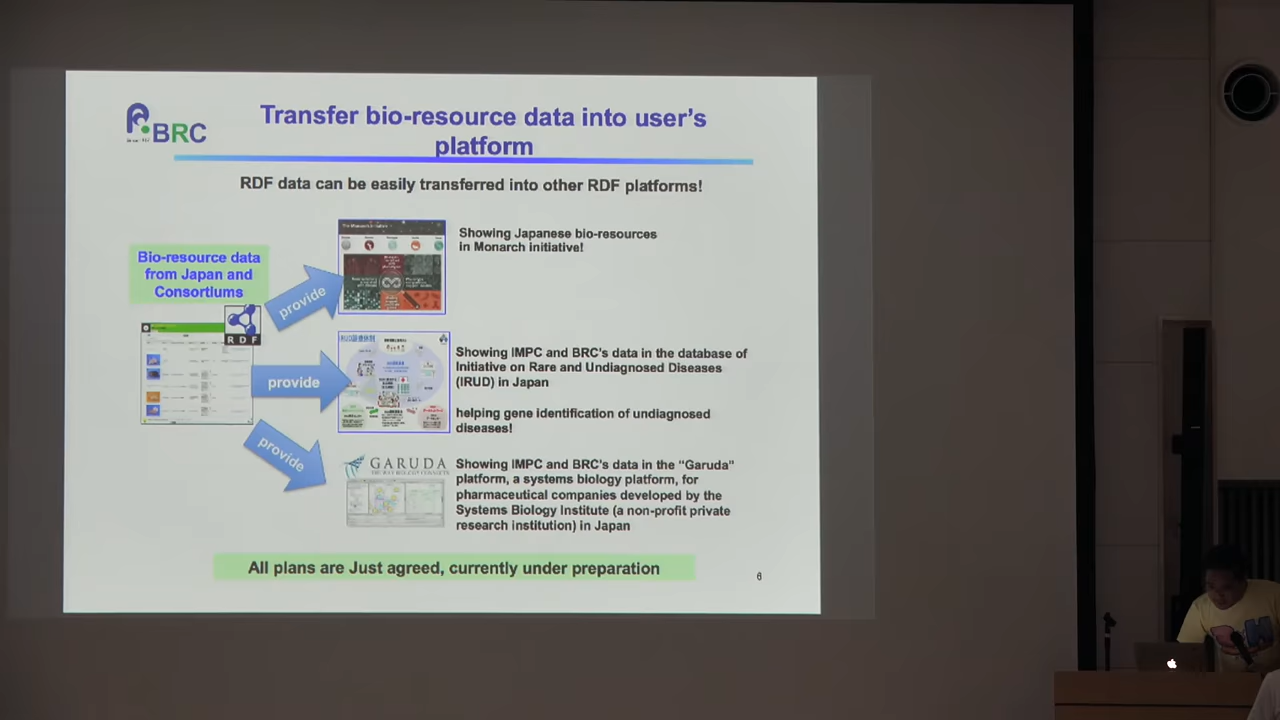 BRC
Transfer bio-resource data into user's
platform
RDF data can be easily transferred into other RDF platforms!
Bio-resource data
from Japan and
Consortiums
RDF
provide
provide
provide
The Monarch Initiative
Showing Japanese bio-resources
in Monarch initiative!
Showing IMPC and BRC's data in the database of
Initiative on Rare and Undiagnosed Diseases
(IRUD) in Japan
helping gene identification of undiagnosed
diseases!
GARUDA
Showing IMPC and BRC's data in the “Garuda”
platform, a systems biology platform, for
pharmaceutical companies developed by the
Systems Biology Institute (a non-profit private
research institution) in Japan
All plans are Just agreed, currently under preparation
6